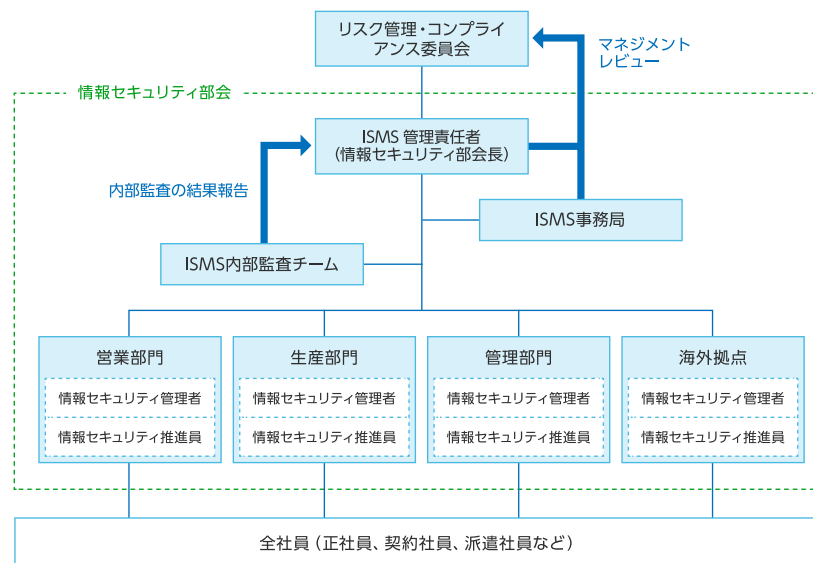 リスク管理・コンプライ
アンス委員会
マネジメント
レビュー
情報セキュリティ部会
ISMS 管理責任者
（情報セキュリティ部会長）
内部監査の結果報告
ISMS事務局
ISMS内部監査チーム
営業部門
生産部門
管理部門
海外拠点
情報セキュリティ管理者
情報セキュリティ管理者
情報セキュリティ管理者
情報セキュリティ管理者
情報セキュリティ推進員
情報セキュリティ推進員
情報セキュリティ推進員
情報セキュリティ推進員
全社員（正社員、契約社員、派遣社員など）